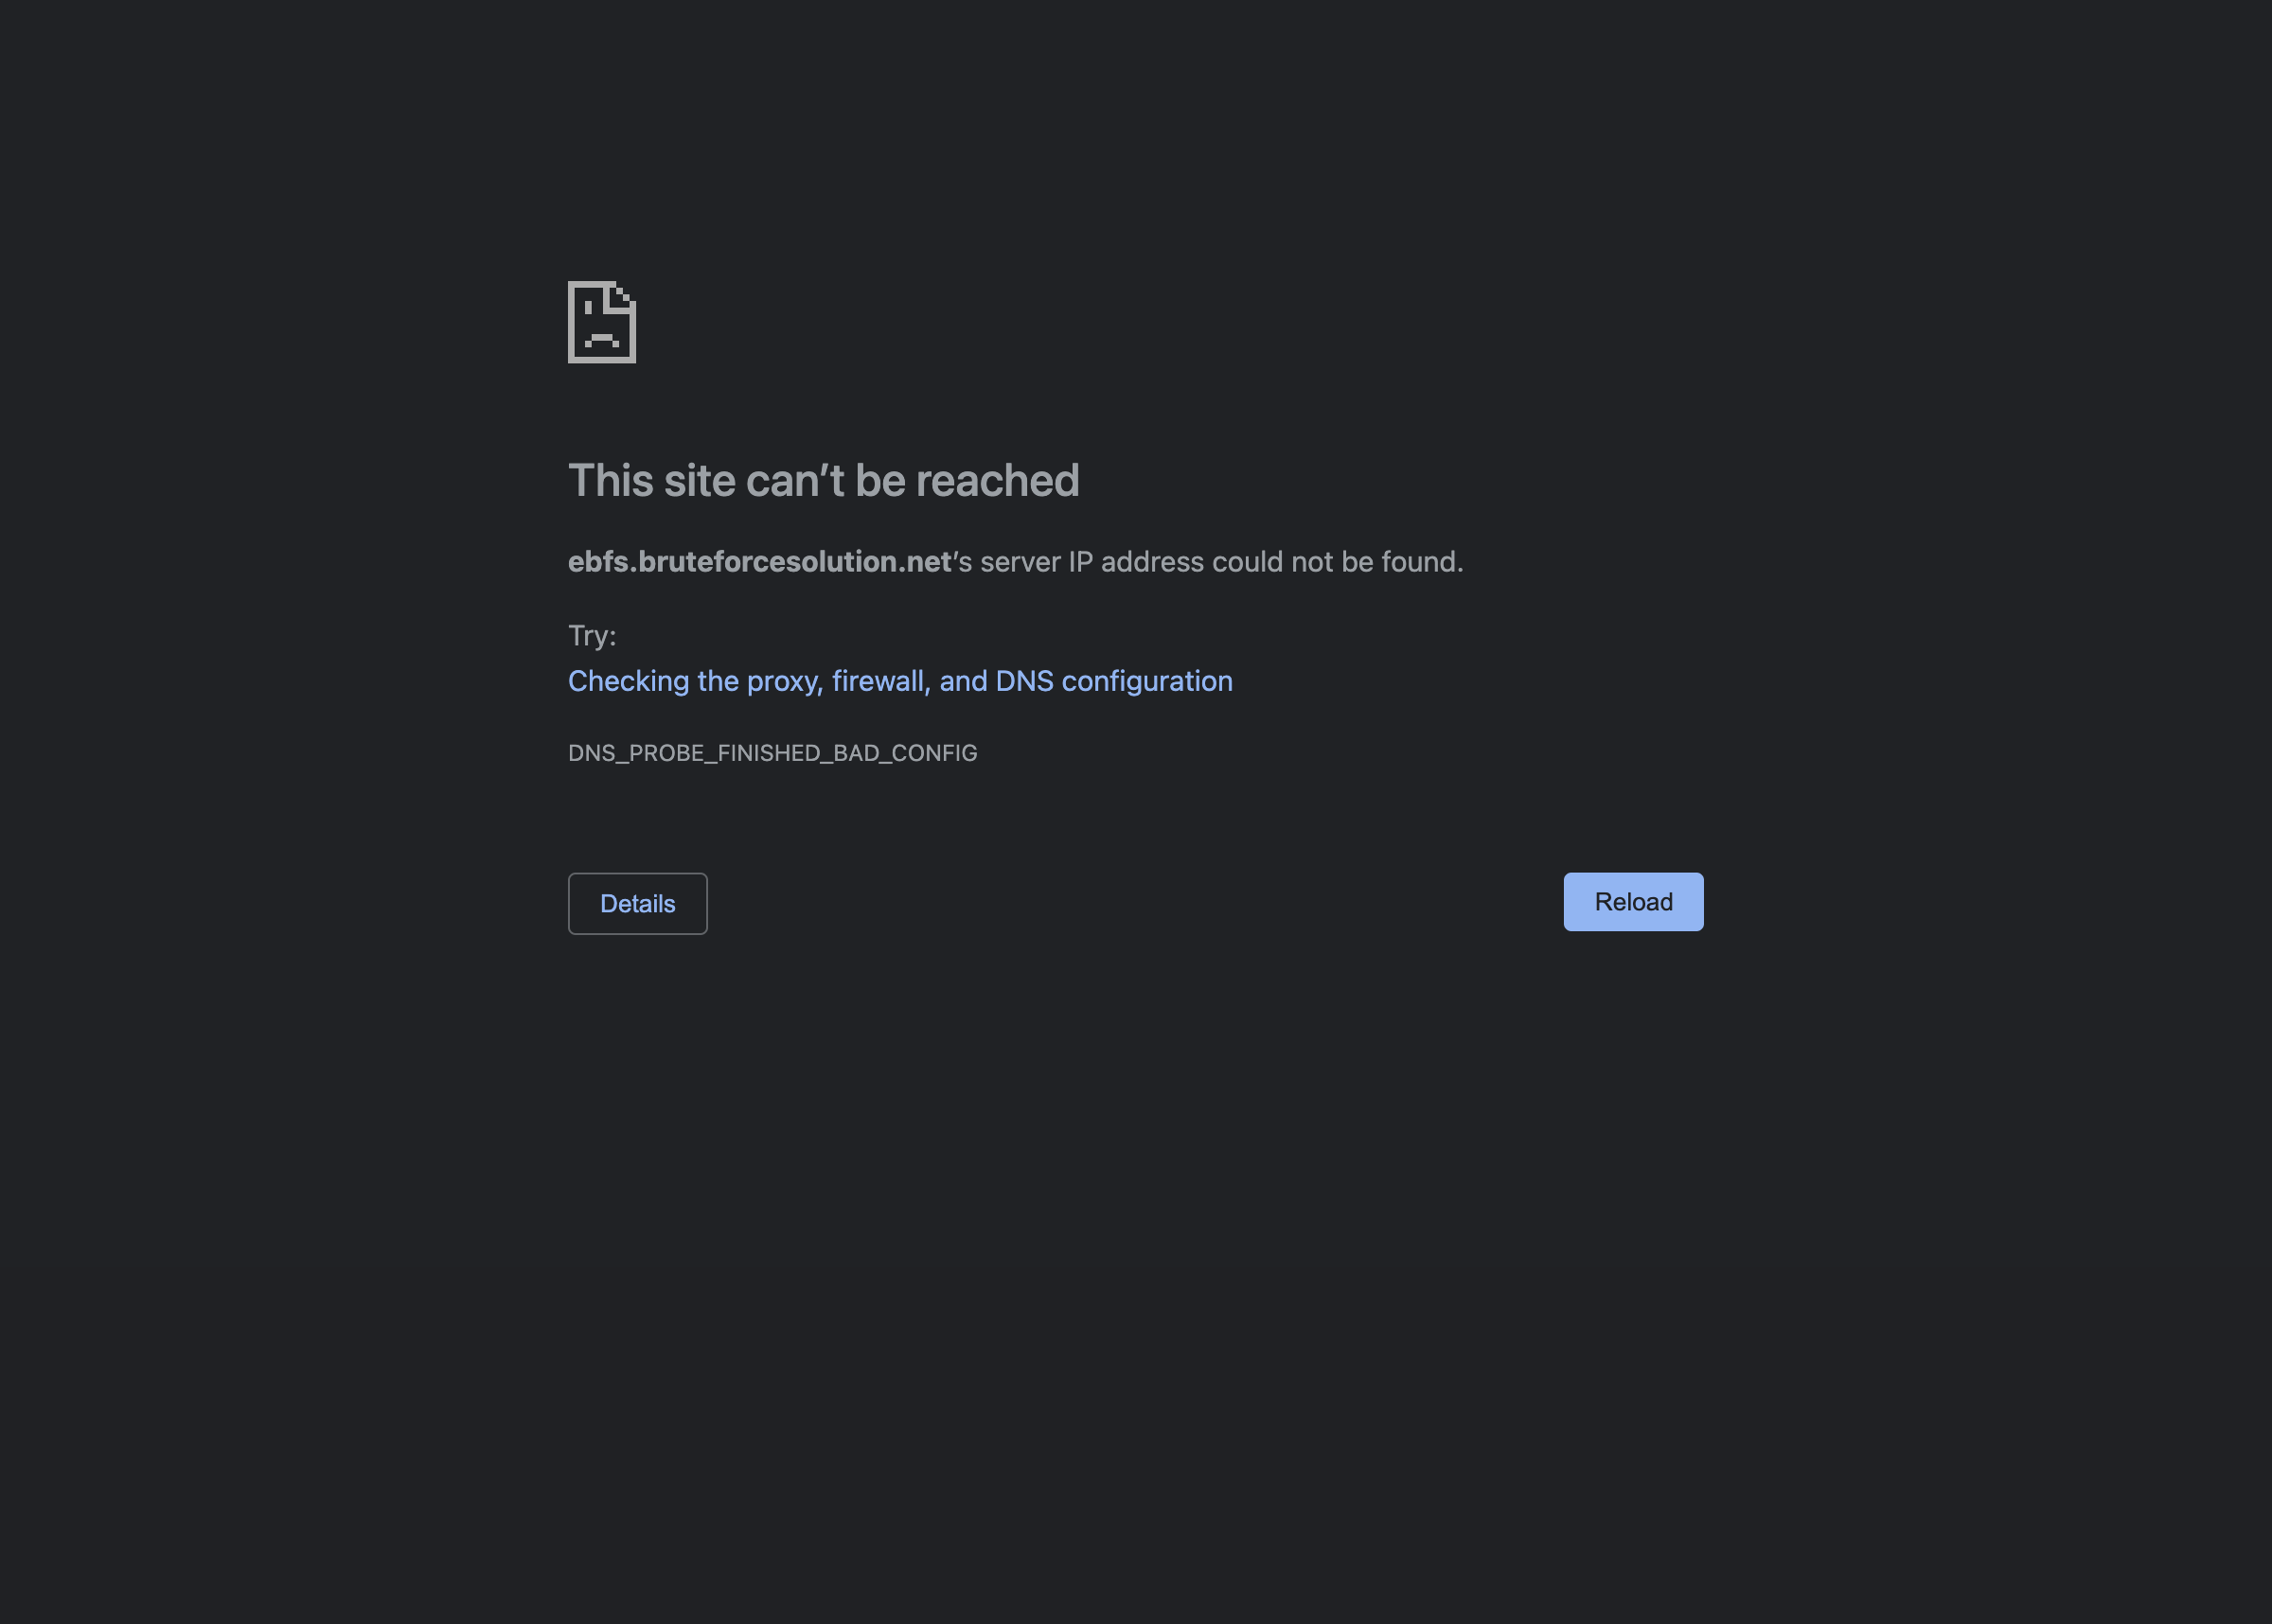 This site can’t be reached
ebfs.bruteforcesolution.net’s server IP address could not be found.
Try:
Checking the proxy, firewall, and DNS configuration
DNS_PROBE_FINISHED_BAD_CONFIG
Details
Reload